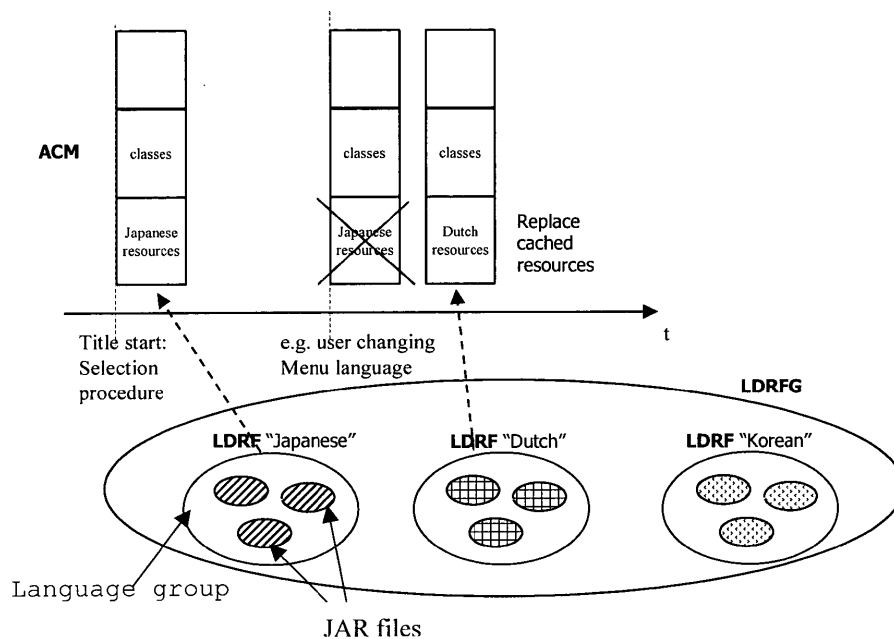 ACM
classes
Japanese
resources
classes
Japanese
resources
classes
Dutch
resources
Replace
cached
resources
t
Title start:
Selection
procedure
e.g. user changing
Menu language
LDRFG
LDRF “Japanese”
LDRF “Dutch”
LDRF “Korean”
Language group
JAR files